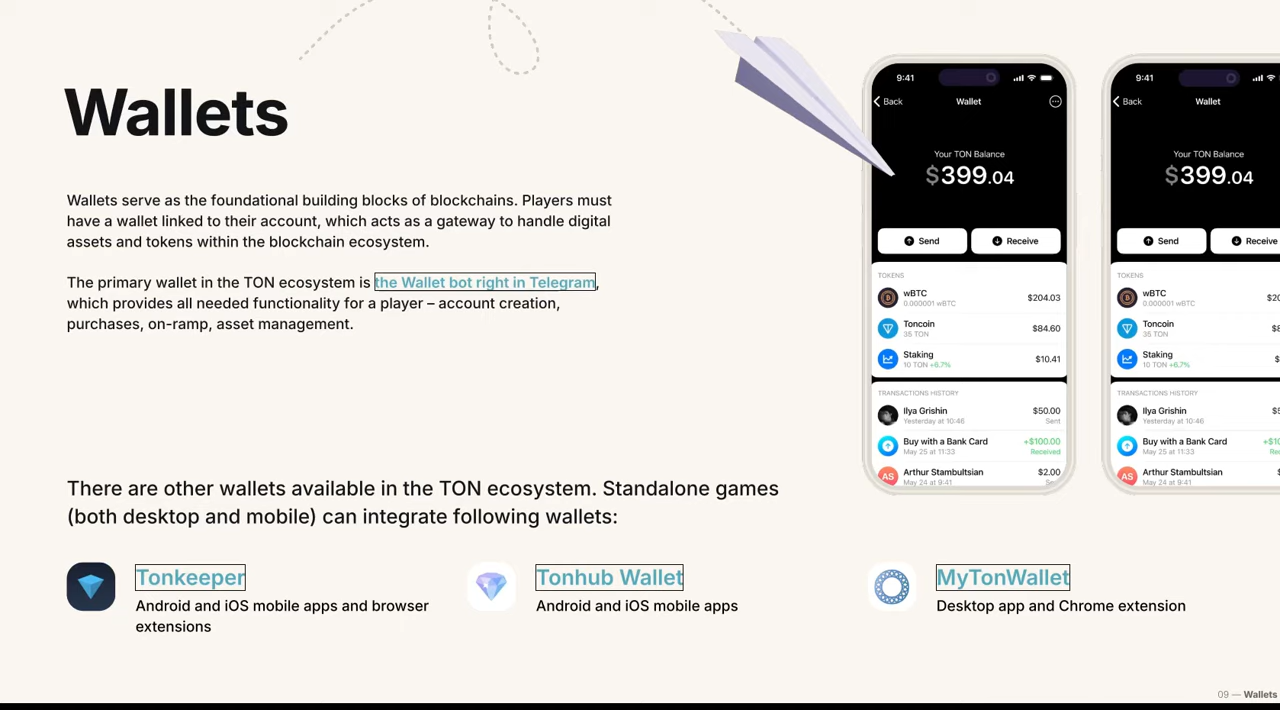 Wallets
Wallets serve as the foundational building blocks of blockchains. Players must
have a wallet linked to their account, which acts as a gateway to handle digital
assets and tokens within the blockchain ecosystem.
The primary wallet in the TON ecosystem is the Wallet bot right in Telegram,
which provides all needed functionality for a player – account creation,
purchases, on-ramp, asset management.
There are other wallets available in the TON ecosystem. Standalone games
(both desktop and mobile) can integrate following wallets:
Tonkeeper
Android and iOS mobile apps and browser
extensions
Tonhub Wallet
Android and iOS mobile apps
MyTonWallet
Desktop app and Chrome extension
9:41
Back Wallet
Your TON Balance
$399.04
Send Receive
TOKENS
wBTC $204.03
0.000001 wBTC
Toncoin $84.60
35 TON
Staking $10.41
10 TON +6,7%
TRANSACTIONS HISTORY
Ilya Grishin $50.00
Yesterday at 10:46 Sent
Buy with a Bank Card +$100.00
May 25 at 11:33 Received
AS Arthur Stambultsian $2.00
May 24 at 9:41
9:41
Back Wallet
Your TON Balance
$399.04
Send Receive
TOKENS
wBTC
0.000001 wBTC
Toncoin
35 TON
Staking
10 TON +6,7%
TRANSACTIONS HISTORY
Ilya Grishin
Yesterday at 10:46
Buy with a Bank Card
May 25 at 11:33
AS Arthur Stambultsian
May 24 at 9:41
09 — Wallets